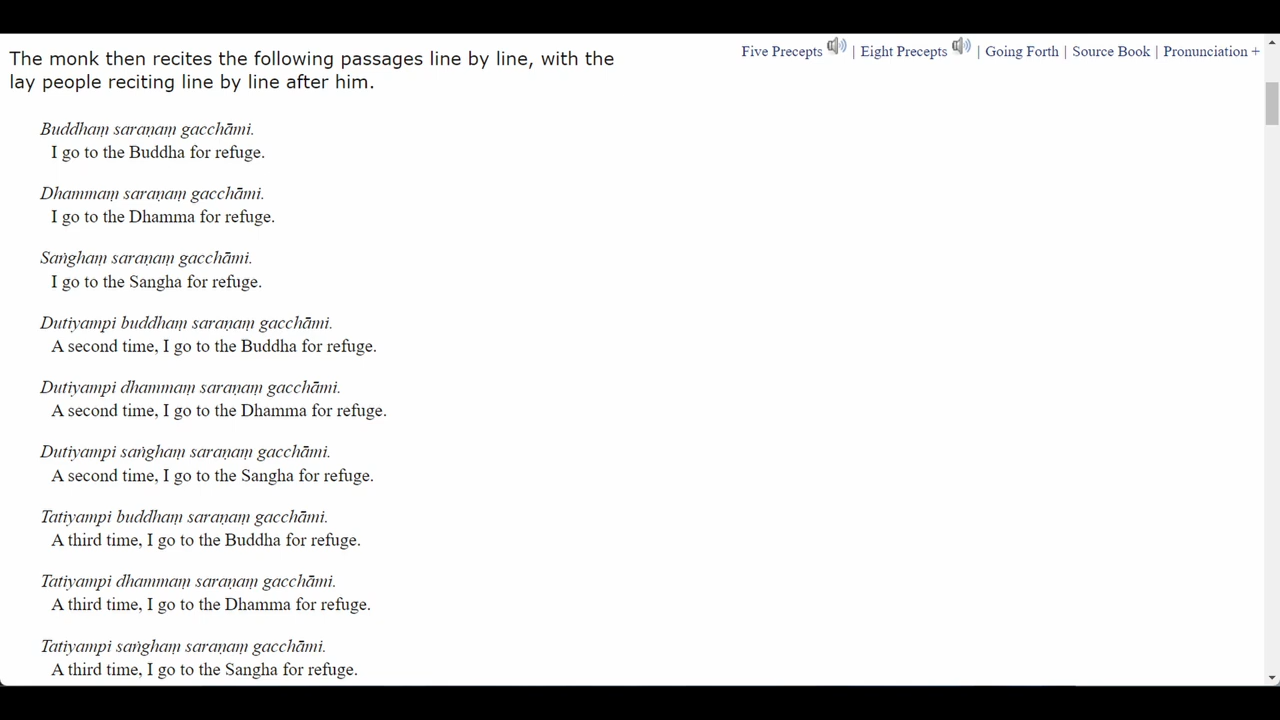 Five Precepts | Eight Precepts | Going Forth | Source Book | Pronunciation +
The monk then recites the following passages line by line, with the
lay people reciting line by line after him.
Buddhaṃ saraṇaṃ gacchāmi.
I go to the Buddha for refuge.
Dhammaṃ saraṇaṃ gacchāmi.
I go to the Dhamma for refuge.
Saṅghaṃ saraṇaṃ gacchāmi.
I go to the Sangha for refuge.
Dutiyampi buddhaṃ saraṇaṃ gacchāmi.
A second time, I go to the Buddha for refuge.
Dutiyampi dhammaṃ saraṇaṃ gacchāmi.
A second time, I go to the Dhamma for refuge.
Dutiyampi saṅghaṃ saraṇaṃ gacchāmi.
A second time, I go to the Sangha for refuge.
Tatiyampi buddhaṃ saraṇaṃ gacchāmi.
A third time, I go to the Buddha for refuge.
Tatiyampi dhammaṃ saraṇaṃ gacchāmi.
A third time, I go to the Dhamma for refuge.
Tatiyampi saṅghaṃ saraṇaṃ gacchāmi.
A third time, I go to the Sangha for refuge.